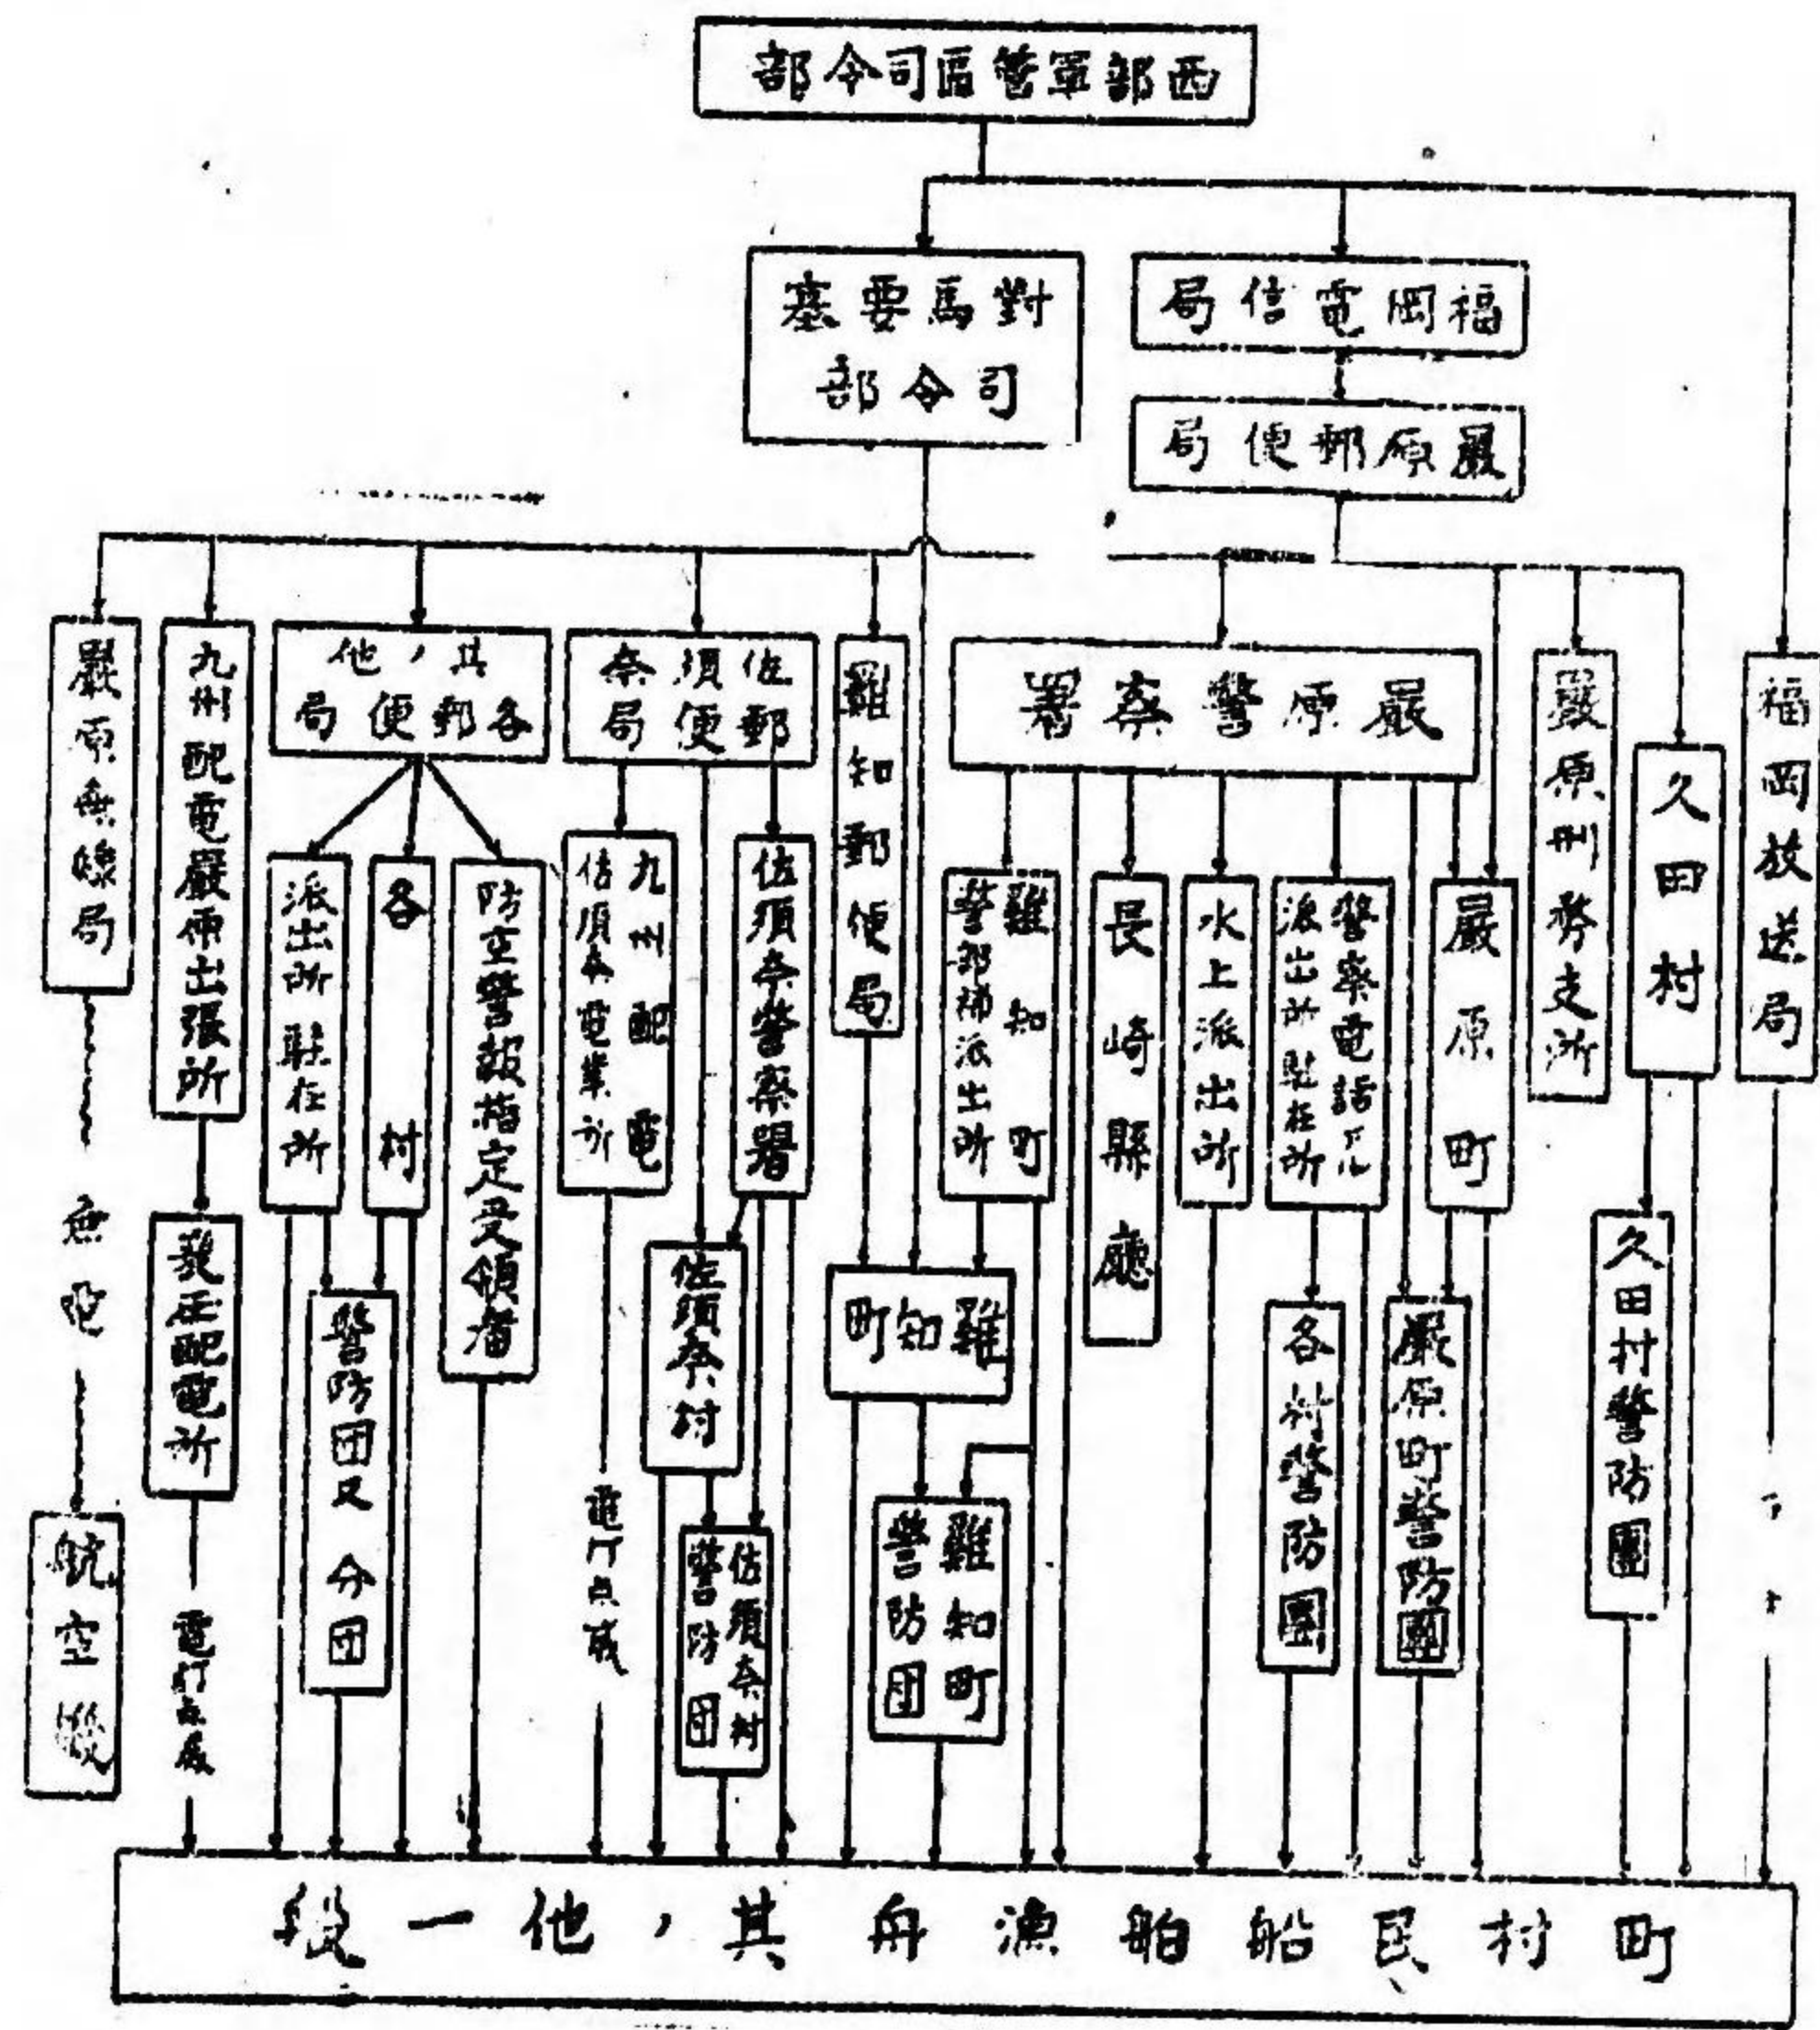 西部軍管區司令部
對馬要塞
司令部
福岡電信局
嚴原郵便局
福岡放送局
久田村
久田村警防團
嚴原刑務支所
嚴原警察署
嚴原町
嚴原町警防團
警察電話アル
派出所駐在所
各村警防團
水上派出所
長崎縣廳
雞知町
警部補派出所
雞知郵便局
雞知町
雞知町
警防団
佐須奈
郵便局
佐須奈警察署
九州配電
佐須奈電業所
佐須奈村
佐須奈村
警防団
電灯点滅
其ノ他
各郵便局
防空警報指定受領者
各村
派出所駐在所
警防団又分団
九州配電嚴原出張所
配電所
電灯点滅
嚴原無線局
無電
航空機
町村民船舶漁舟其ノ他一般